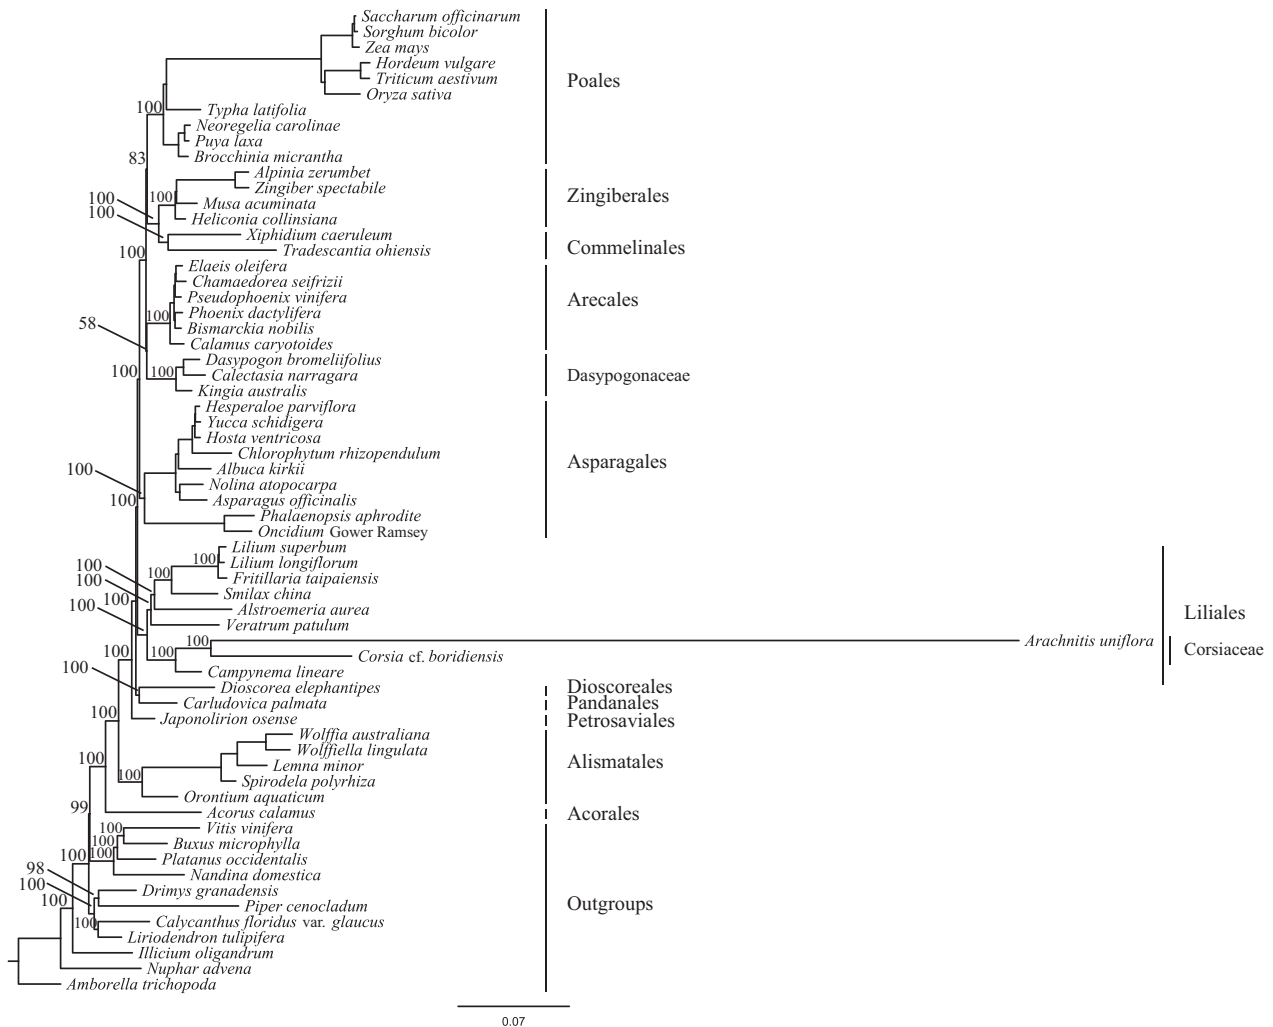 Saccharum officinarum
Sorghum bicolor
Zea mays
Hordeum vulgare
Triticum aestivum
Poales
Oryza sativa
100
Typha latifolia
Neoregelia carolinae
Puya laxa
83
Brocchinia micrantha
Alpinia zerumbet
Zingiber spectabile
Zingiberales
100
100
Musa acuminata
100
Heliconia collinsiana
Xiphidium caeruleum
Commelinales
100
Tradescantia ohiensis
Elaeis oleifera
Chamaedorea seifrizii
Pseudophoenix vinifera
Arecales
100
Phoenix dactylifera
58
Bismarckia nobilis
Calamus caryotoides
Dasypogon bromeliifolius
100
100
Calectasia narragara
Dasypogonaceae
Kingia australis
Hesperaloe parviflora
Yucca schidigera
Hosta ventricosa
Chlorophytum rhizopendulum
Asparagales
100
Albuca kirkii
Nolina atopocarpa
100
Asparagus officinalis
Phalaenopsis aphrodite
Oncidium Gower Ramsey
Lilium superbum
100
100
Lilium longiflorum
100
100
Fritillaria taipaiensis
Smilax china
100
100
Alstroemeria aurea
Liliales
Veratrum patulum
100
Arachnitis uniflora
100
Corsia cf. boridiensis
Corsiaceae
100
Campynema lineare
Dioscorea elephantipes
Dioscoreales
Carludovica palmata
Pandanales
100
Japonolirion osense
Petrosaviales
Wolffia australiana
Wolffiella lingulata
100
Lemna minor
Alismatales
100
Spirodela polyrhiza
Orontium aquaticum
99
Acorus calamus
Acorales
100
Vitis vinifera
100
Buxus microphylla
100
100
Platanus occidentalis
98
Nandina domestica
100
Drimys granadensis
100
Piper cenocladum
Outgroups
100
Calycanthus floridus var. glaucus
Liriodendron tulipifera
Illicium oligandrum
Nuphar advena
Amborella trichopoda
0.07